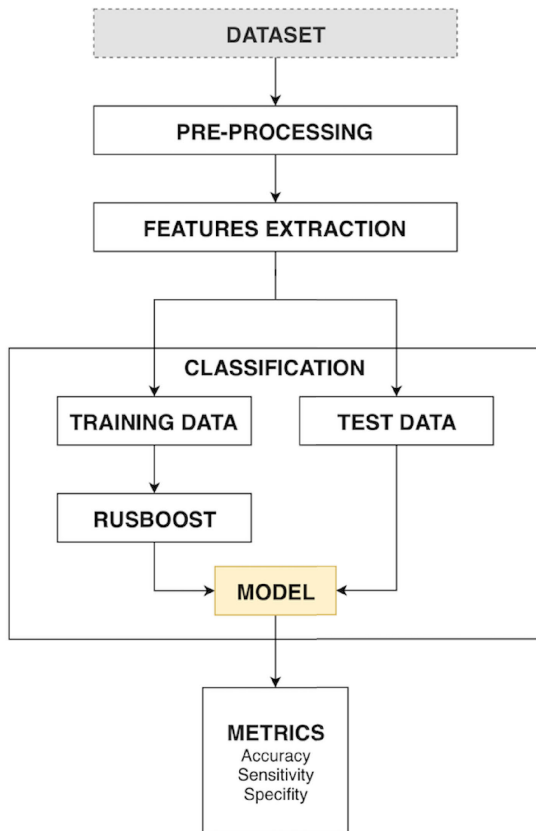 DATASET
PRE-PROCESSING
FEATURES EXTRACTION
CLASSIFICATION
TRAINING DATA
TEST DATA
RUSBOOST
MODEL
METRICS
Accuracy
Sensitivity
Specifity